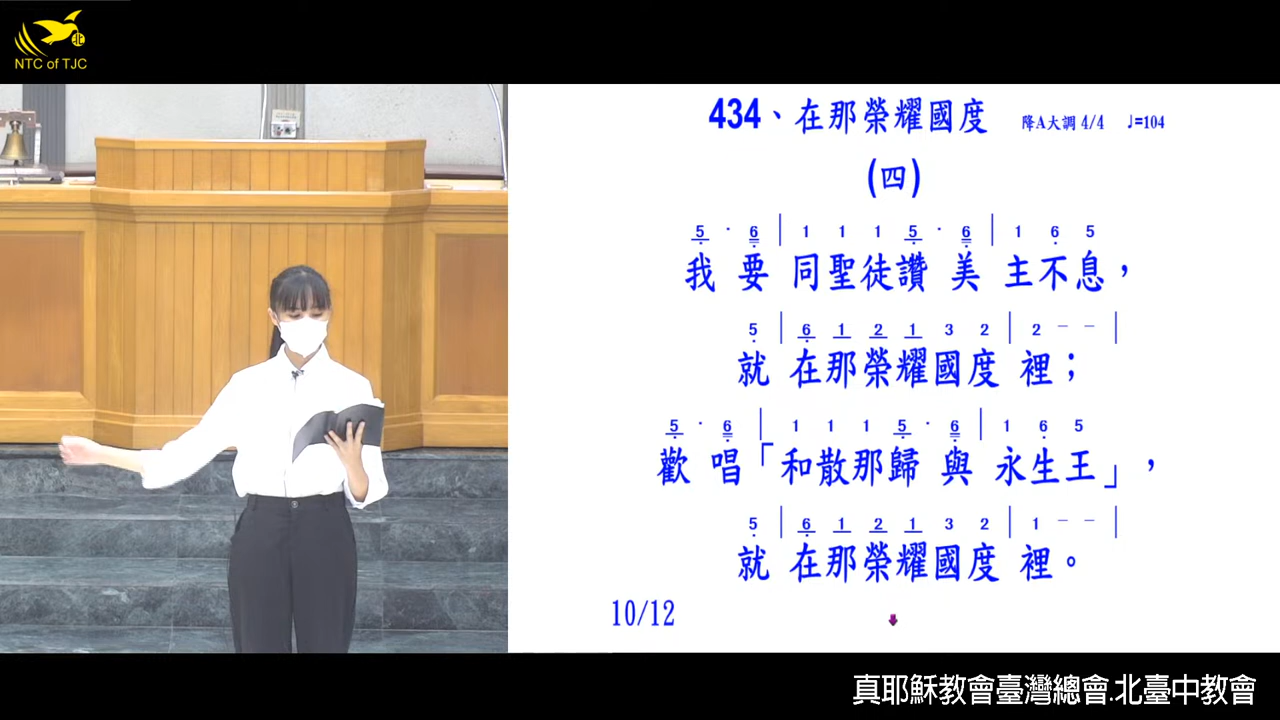 北
NTC of TJC
434、在那榮耀國度 降A大調 4/4 ♩=104
(四)
5 · 6 | 1 1 1 5 · 6 | 1 6 5
我 要 同聖徒讚 美 主不息，
5 | 6 1 2 1 3 2 | 2 － － |
就 在那榮耀國度 裡；
5 · 6 | 1 1 1 5 · 6 | 1 6 5
歡 唱「和散那歸 與 永生王」，
5 | 6 1 2 1 3 2 | 1 － － |
就 在那榮耀國度 裡。
10/12
真耶穌教會臺灣總會.北臺中教會